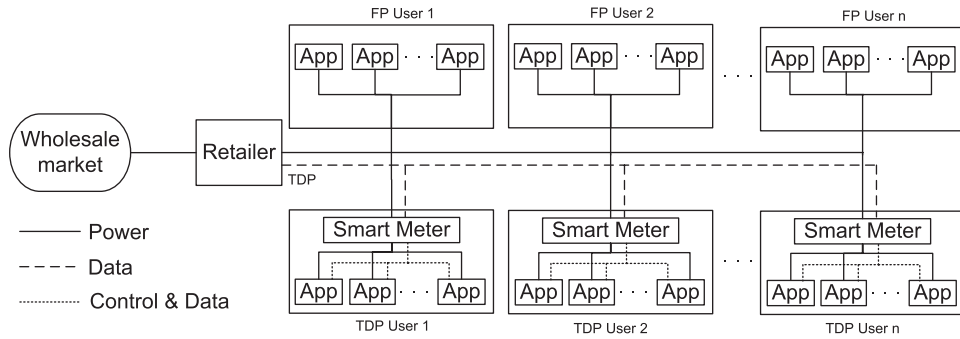 FP User 1 FP User 2 FP User n
App App · · · App App App · · · App · · · App App · · · App
Wholesale market
Retailer
TDP
Smart Meter Smart Meter Smart Meter
Power
Data
Control & Data
App App · · · App App App · · · App · · · App App · · · App
TDP User 1 TDP User 2 TDP User n